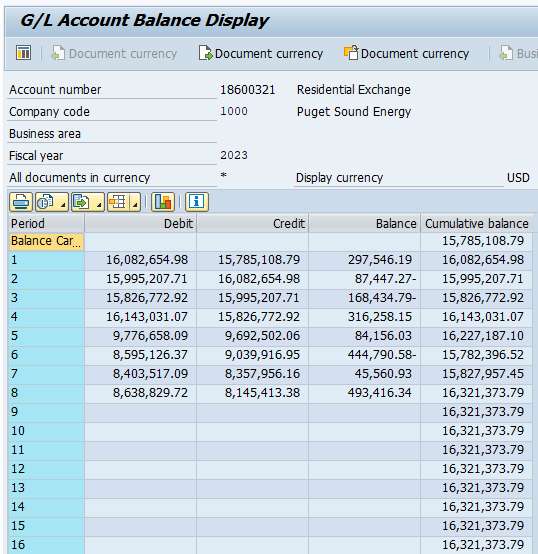 G/L Account Balance Display
Document currency Document currency Document currency Busi
Account number 18600321 Residential Exchange
Company code 1000 Puget Sound Energy
Business area
Fiscal year 2023
All documents in currency * Display currency USD
Period Debit Credit Balance Cumulative balance
Balance Car... 15,785,108.79
1 16,082,654.98 15,785,108.79 297,546.19 16,082,654.98
2 15,995,207.71 16,082,654.98 87,447.27- 15,995,207.71
3 15,826,772.92 15,995,207.71 168,434.79- 15,826,772.92
4 16,143,031.07 15,826,772.92 316,258.15 16,143,031.07
5 9,776,658.09 9,692,502.06 84,156.03 16,227,187.10
6 8,595,126.37 9,039,916.95 444,790.58- 15,782,396.52
7 8,403,517.09 8,357,956.16 45,560.93 15,827,957.45
8 8,638,829.72 8,145,413.38 493,416.34 16,321,373.79
9 16,321,373.79
10 16,321,373.79
11 16,321,373.79
12 16,321,373.79
13 16,321,373.79
14 16,321,373.79
15 16,321,373.79
16 16,321,373.79